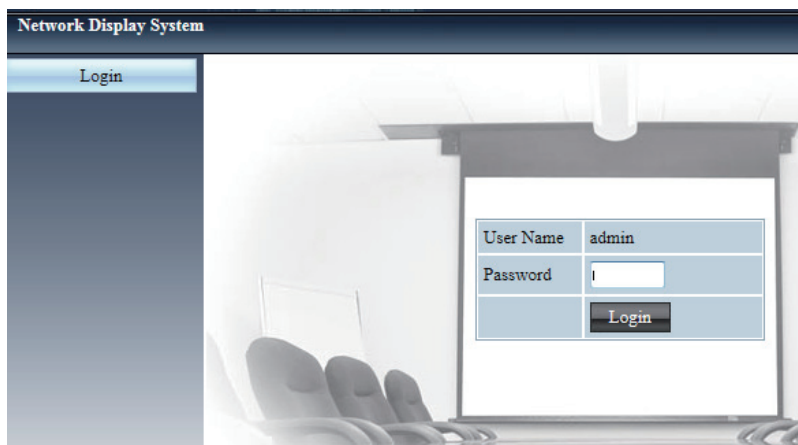 Network Display System
Login
User Name admin
Password
Login